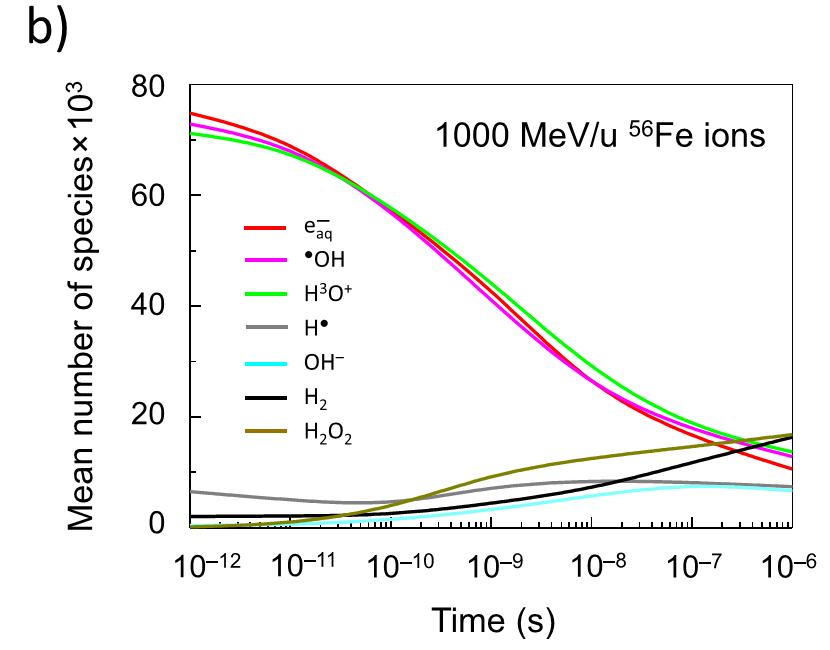 b)
Mean number of species×10³
80
60
40
20
0
1000 MeV/u ⁵⁶Fe ions
e⁻aq
•OH
H³O⁺
H•
OH⁻
H₂
H₂O₂
10⁻¹² 10⁻¹¹ 10⁻¹⁰ 10⁻⁹ 10⁻⁸ 10⁻⁷ 10⁻⁶
Time (s)